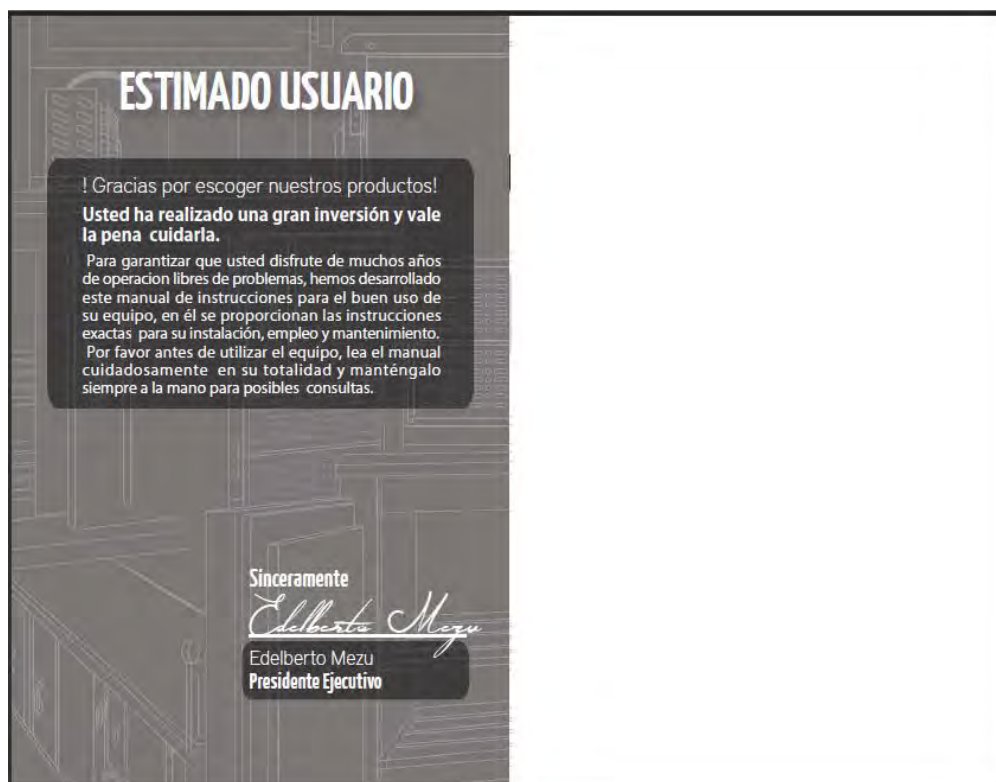 ESTIMADO USUARIO
! Gracias por escoger nuestros productos!
Usted ha realizado una gran inversión y vale
la pena cuidarla.
Para garantizar que usted disfrute de muchos años
de operacion libres de problemas, hemos desarrollado
este manual de instrucciones para el buen uso de
su equipo, en él se proporcionan las instrucciones
exactas para su instalación, empleo y mantenimiento.
Por favor antes de utilizar el equipo, lea el manual
cuidadosamente en su totalidad y manténgalo
siempre a la mano para posibles consultas.
Sinceramente
Edelberto Mezu
Edelberto Mezu
Presidente Ejecutivo